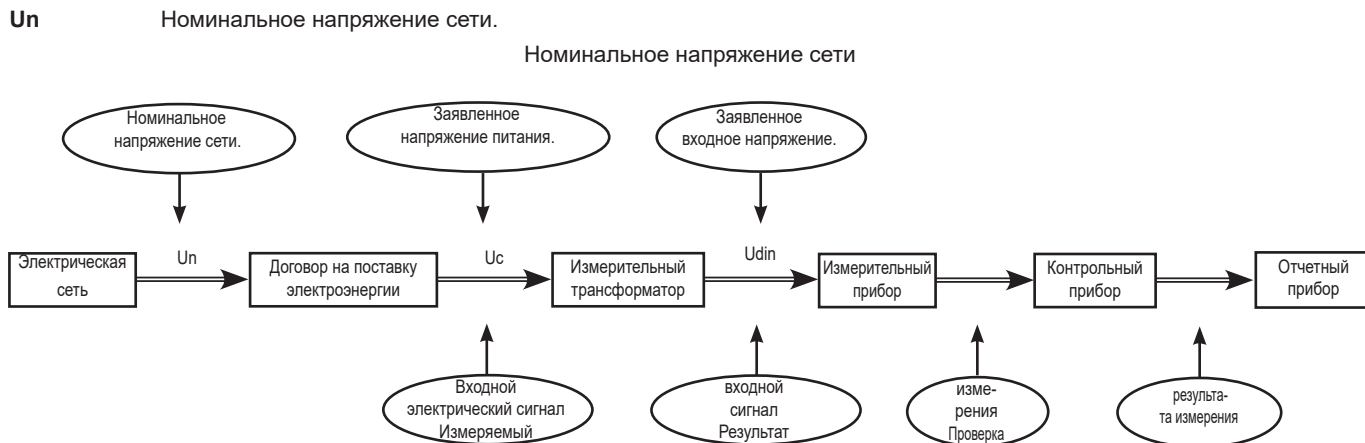 Un Номинальное напряжение сети.
Номинальное напряжение сети
Номинальное
напряжение сети.
Заявленное
напряжение питания.
Заявленное
входное напряжение.
Электрическая
сеть
Un
Договор на поставку
электроэнергии
Uc
Измерительный
трансформатор
Udin
Измерительный
прибор
Контрольный
прибор
Отчетный
прибор
Входной
электрический сигнал
Измеряемый
входной
сигнал
Результат
изме-
рения
Проверка
результа-
та измерения